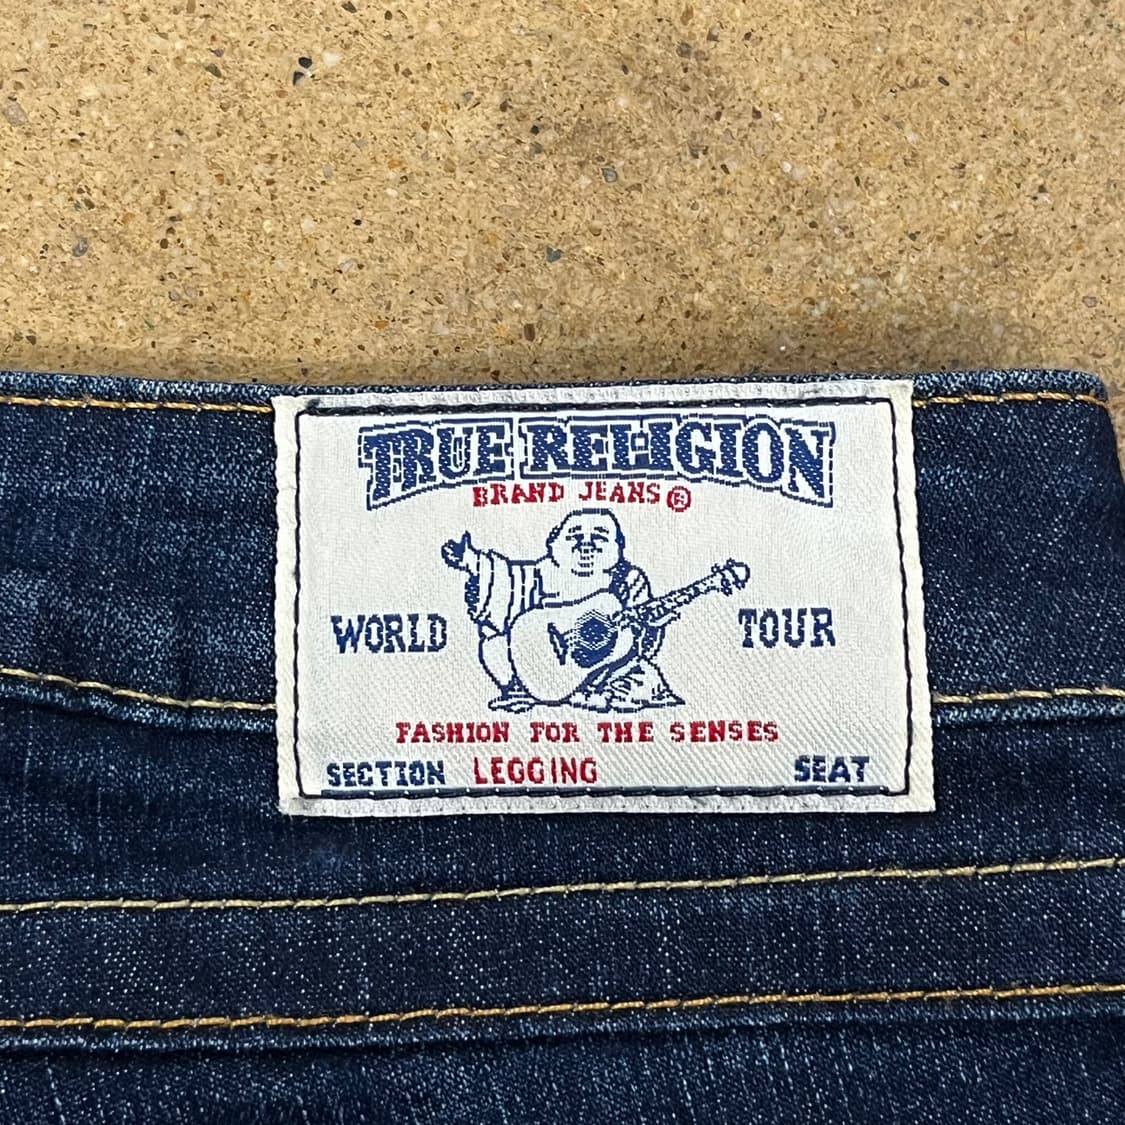 TRUE RELIGION
BRAND JEANS®
WORLD TOUR
FASHION FOR THE SENSES
SECTION LEGGING SEAT